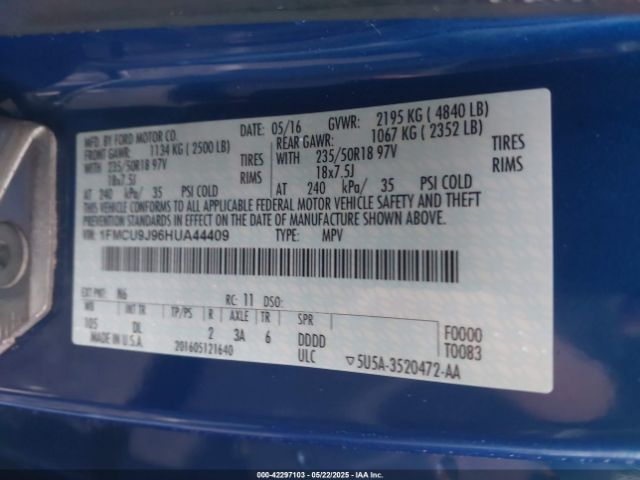 MFD. BY FORD MOTOR CO.
DATE: 05/16 GVWR: 2195 KG ( 4840 LB)
FRONT GAWR: 1134 KG ( 2500 LB) REAR GAWR: 1067 KG ( 2352 LB)
WITH 235/50R18 97V TIRES WITH 235/50R18 97V TIRES
18x7.5J RIMS 18x7.5J RIMS
AT 240 kPa/ 35 PSI COLD AT 240 kPa/ 35 PSI COLD
THIS VEHICLE CONFORMS TO ALL APPLICABLE FEDERAL MOTOR VEHICLE SAFETY AND THEFT
PREVENTION STANDARDS IN EFFECT ON THE DATE OF MANUFACTURE SHOWN ABOVE.
VIN: 1FMCU9J96HUA44409 TYPE: MPV
EXT PNT: N6 RC: 11 DSO:
WB INT TR TP/PS R AXLE TR SPR
105 DL 2 3A 6 DDDD F0000
MADE IN U.S.A. 201605121640 ULC T0083
▽5U5A-3520472-AA
000-42297103 - 05/22/2025 - IAA Inc.